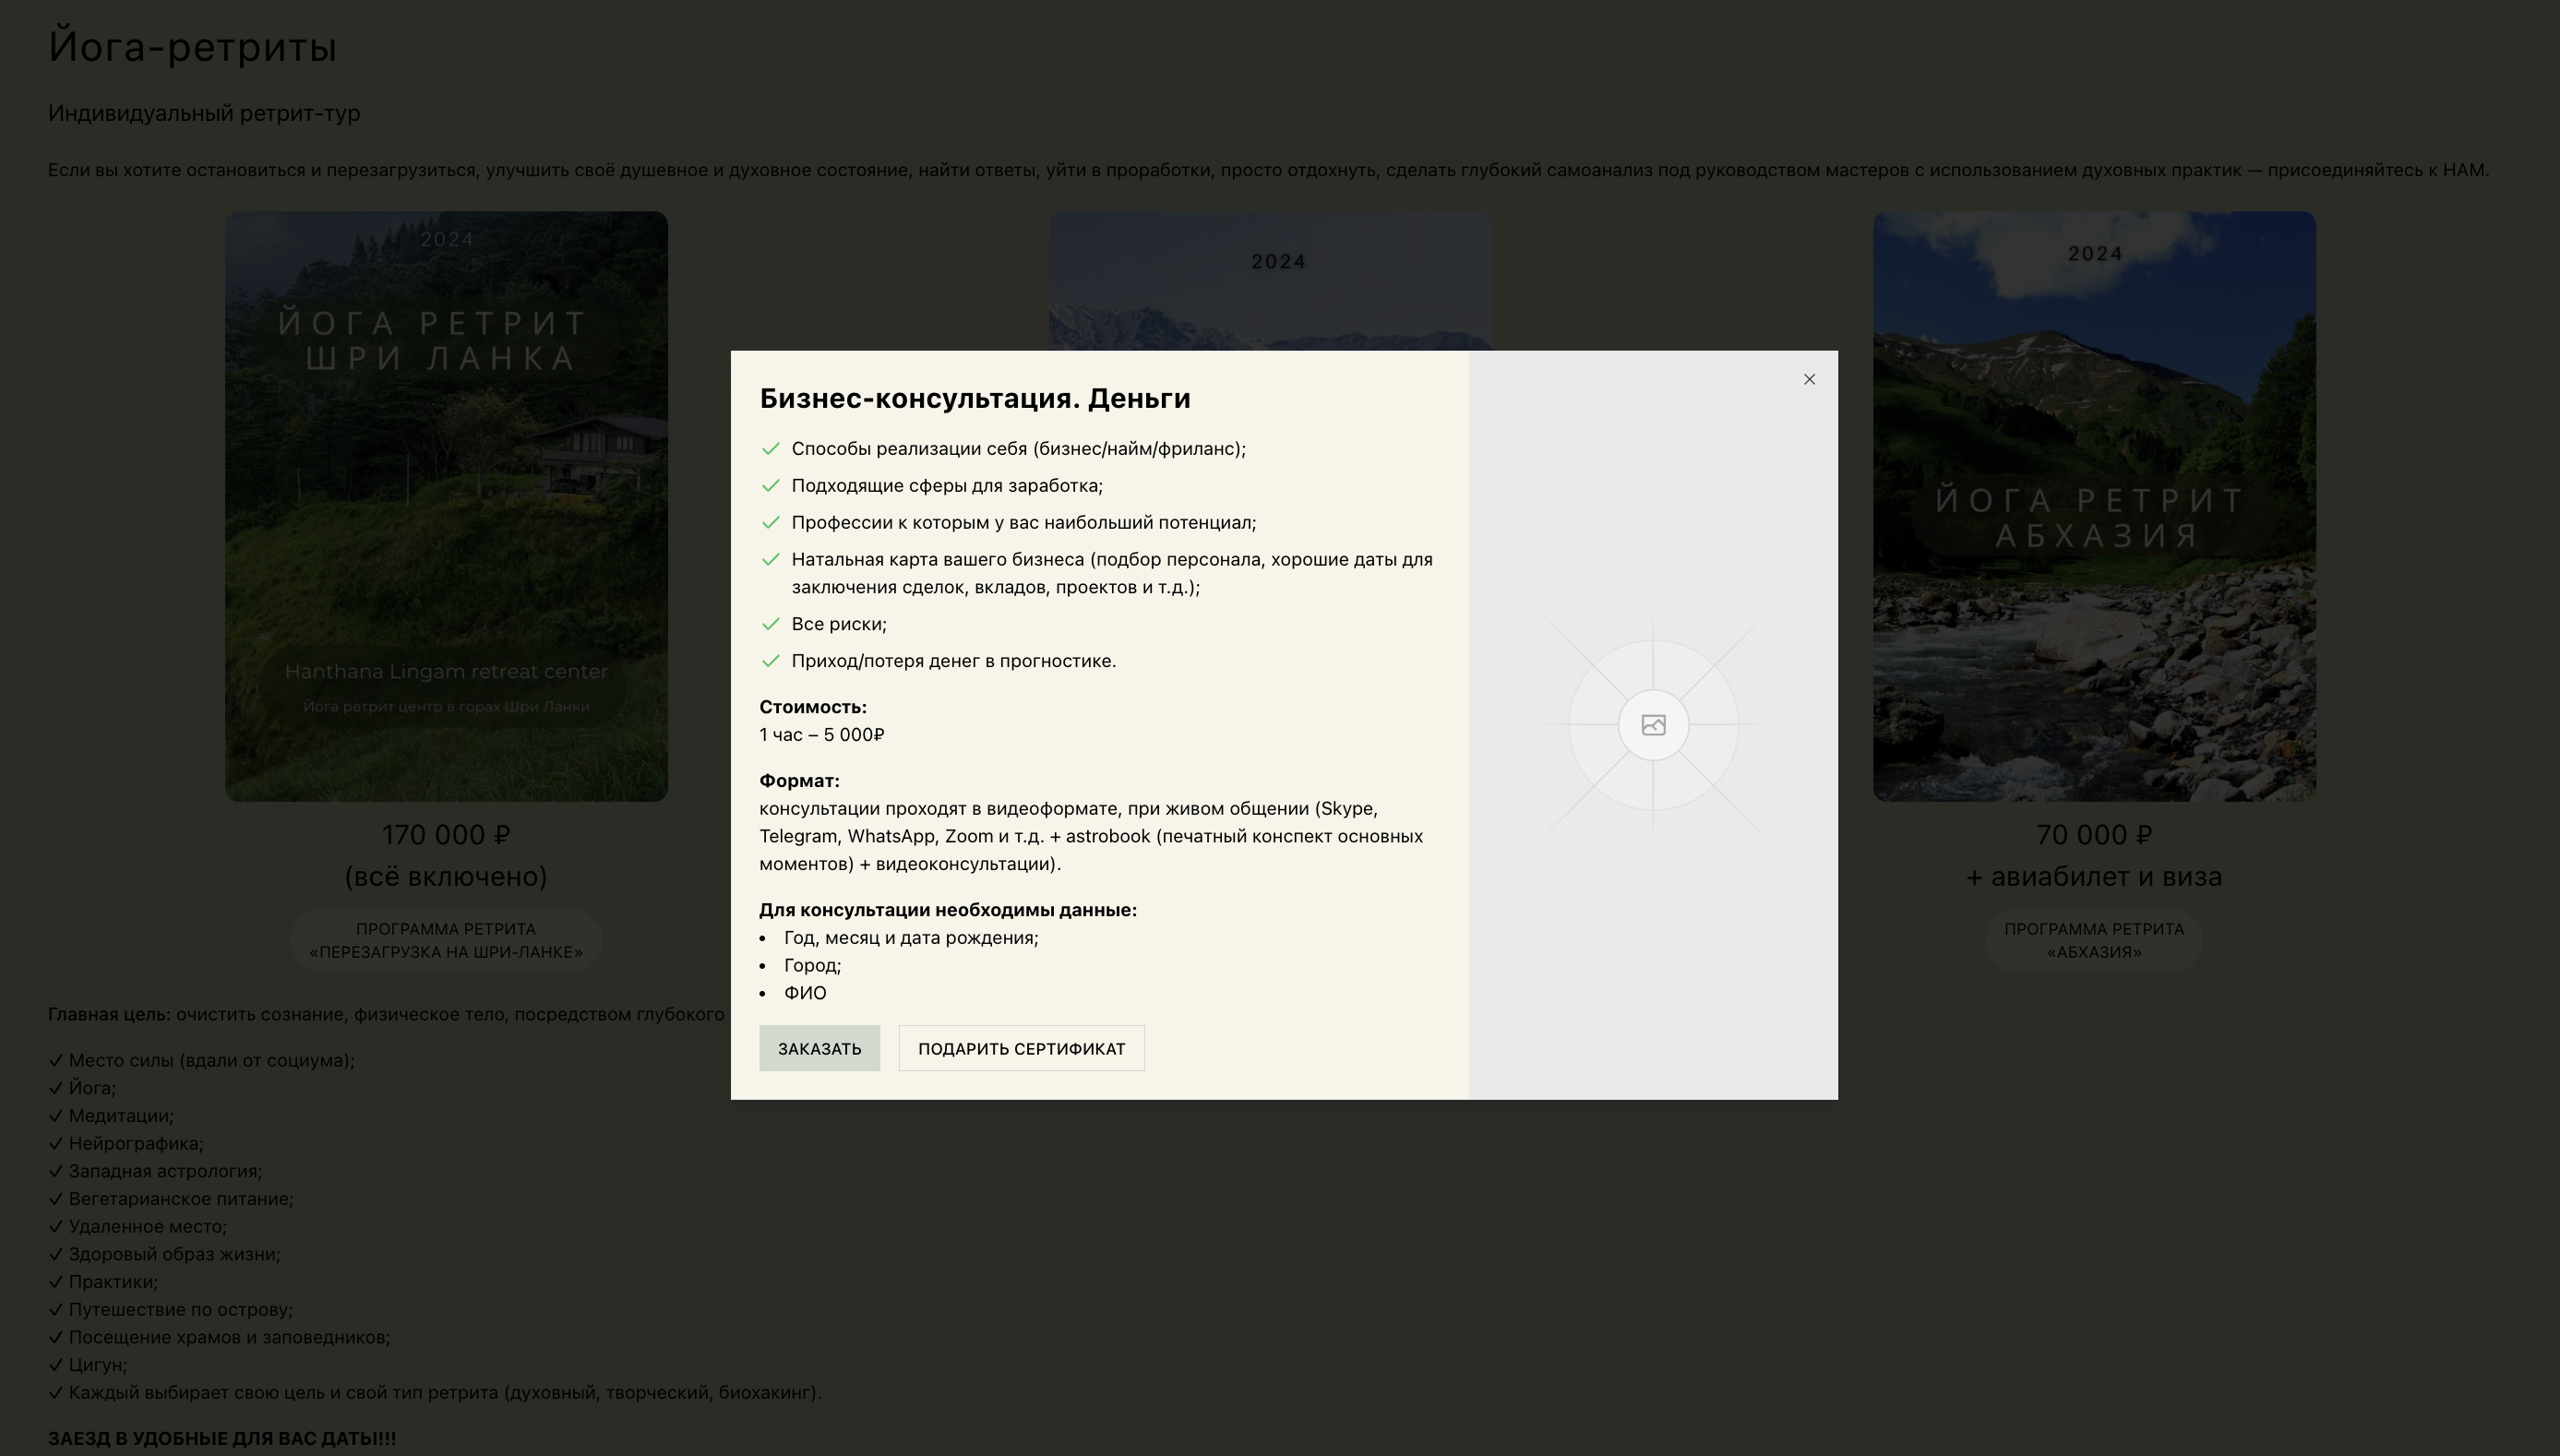 Йога-ретриты
Индивидуальный ретрит-тур
Если вы хотите остановиться и перезагрузиться, улучшить своё душевное и духовное состояние, найти ответы, уйти в проработки, просто отдохнуть, сделать глубокий самоанализ под руководством мастеров с использованием духовных практик — присоединяйтесь к НАМ.
2024
ЙОГА РЕТРИТ
ШРИ ЛАНКА
Hanthana Lingam retreat center
Йога ретрит центр в горах Шри Ланки
170 000 ₽
(всё включено)
ПРОГРАММА РЕТРИТА
«ПЕРЕЗАГРУЗКА НА ШРИ-ЛАНКЕ»
2024
2024
ЙОГА РЕТРИТ
АБХАЗИЯ
70 000 ₽
+ авиабилет и виза
ПРОГРАММА РЕТРИТА
«АБХАЗИЯ»
Бизнес-консультация. Деньги
Способы реализации себя (бизнес/найм/фриланс);
Подходящие сферы для заработка;
Профессии к которым у вас наибольший потенциал;
Натальная карта вашего бизнеса (подбор персонала, хорошие даты для
заключения сделок, вкладов, проектов и т.д.);
Все риски;
Приход/потеря денег в прогностике.
Стоимость:
1 час – 5 000₽
Формат:
консультации проходят в видеоформате, при живом общении (Skype,
Telegram, WhatsApp, Zoom и т.д. + astrobook (печатный конспект основных
моментов) + видеоконсультации).
Для консультации необходимы данные:
• Год, месяц и дата рождения;
• Город;
• ФИО
ЗАКАЗАТЬ
ПОДАРИТЬ СЕРТИФИКАТ
Главная цель: очистить сознание, физическое тело, посредством глубокого
✓ Место силы (вдали от социума);
✓ Йога;
✓ Медитации;
✓ Нейрографика;
✓ Западная астрология;
✓ Вегетарианское питание;
✓ Удаленное место;
✓ Здоровый образ жизни;
✓ Практики;
✓ Путешествие по острову;
✓ Посещение храмов и заповедников;
✓ Цигун;
✓ Каждый выбирает свою цель и свой тип ретрита (духовный, творческий, биохакинг).
ЗАЕЗД В УДОБНЫЕ ДЛЯ ВАС ДАТЫ!!!